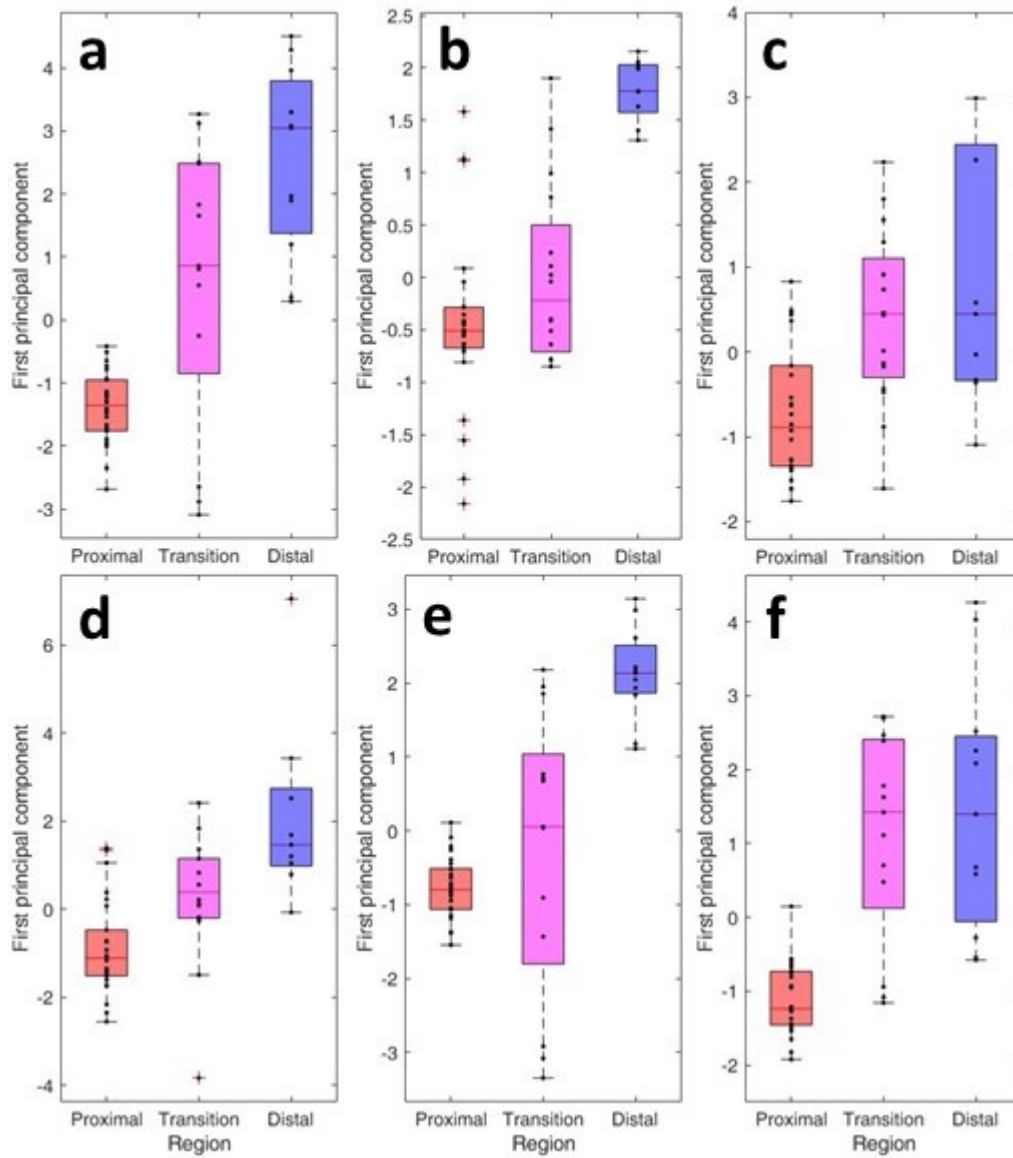 a
First principal component
4
3
2
1
0
-1
-2
-3
Proximal Transition Distal
b
First principal component
2.5
2
1.5
1
0.5
0
-0.5
-1
-1.5
-2
-2.5
Proximal Transition Distal
c
First principal component
4
3
2
1
0
-1
-2
Proximal Transition Distal
d
First principal component
6
4
2
0
-2
-4
Proximal Transition Distal
Region
e
First principal component
3
2
1
0
-1
-2
-3
Proximal Transition Distal
Region
f
First principal component
4
3
2
1
0
-1
-2
Proximal Transition Distal
Region